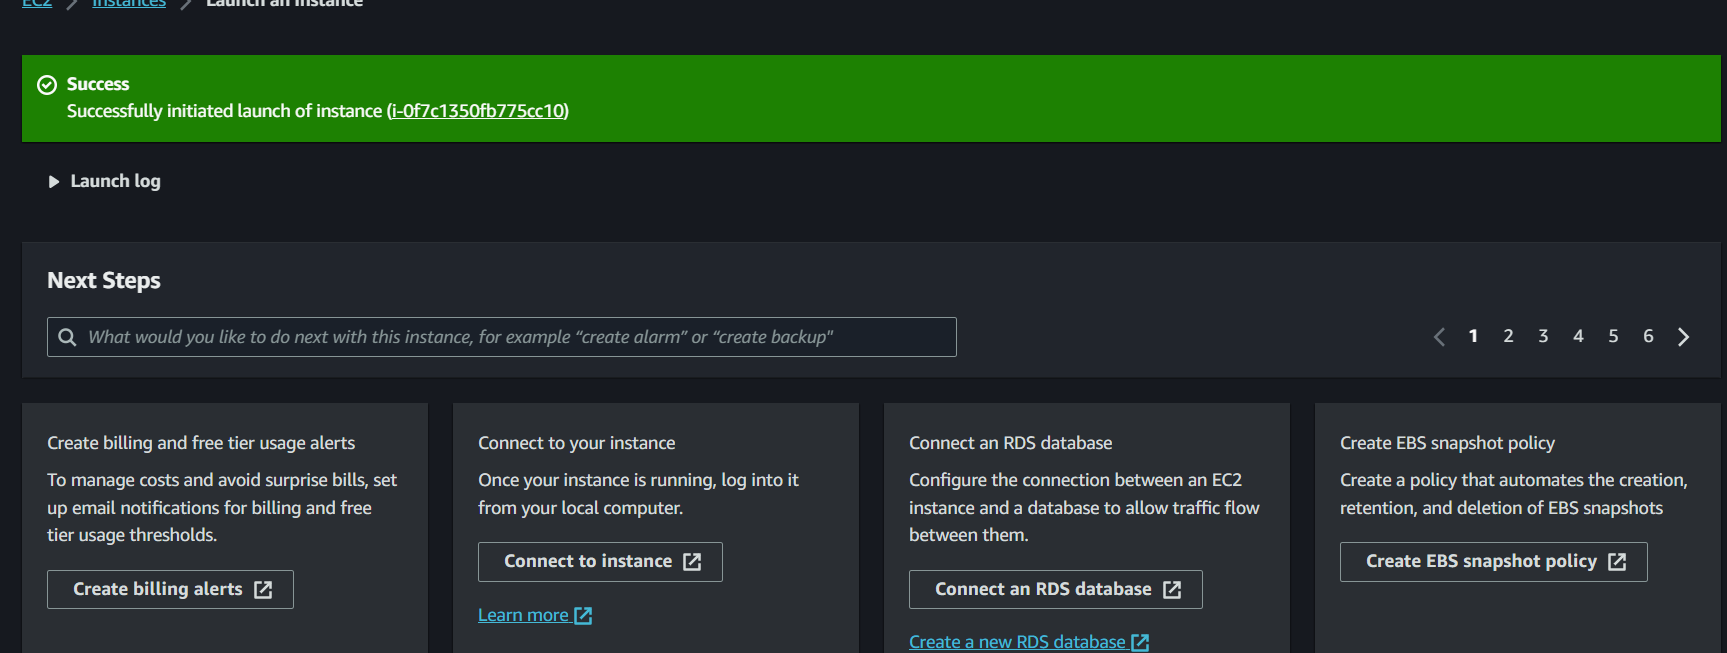 EC2 Instances Launch an instance
Success
Successfully initiated launch of instance (i-0f7c1350fb775cc10)
Launch log
Next Steps
What would you like to do next with this instance, for example “create alarm” or “create backup"
1 2 3 4 5 6
Create billing and free tier usage alerts
To manage costs and avoid surprise bills, set
up email notifications for billing and free
tier usage thresholds.
Create billing alerts
Connect to your instance
Once your instance is running, log into it
from your local computer.
Connect to instance
Learn more
Connect an RDS database
Configure the connection between an EC2
instance and a database to allow traffic flow
between them.
Connect an RDS database
Create a new RDS database
Create EBS snapshot policy
Create a policy that automates the creation,
retention, and deletion of EBS snapshots
Create EBS snapshot policy